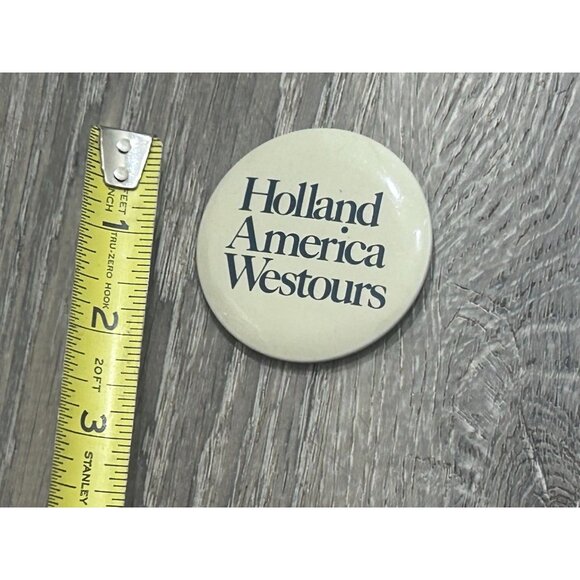 Holland
America
Westours
FEET
INCH
1
TRU-ZERO HOOK
2
20FT
3
STANLEY